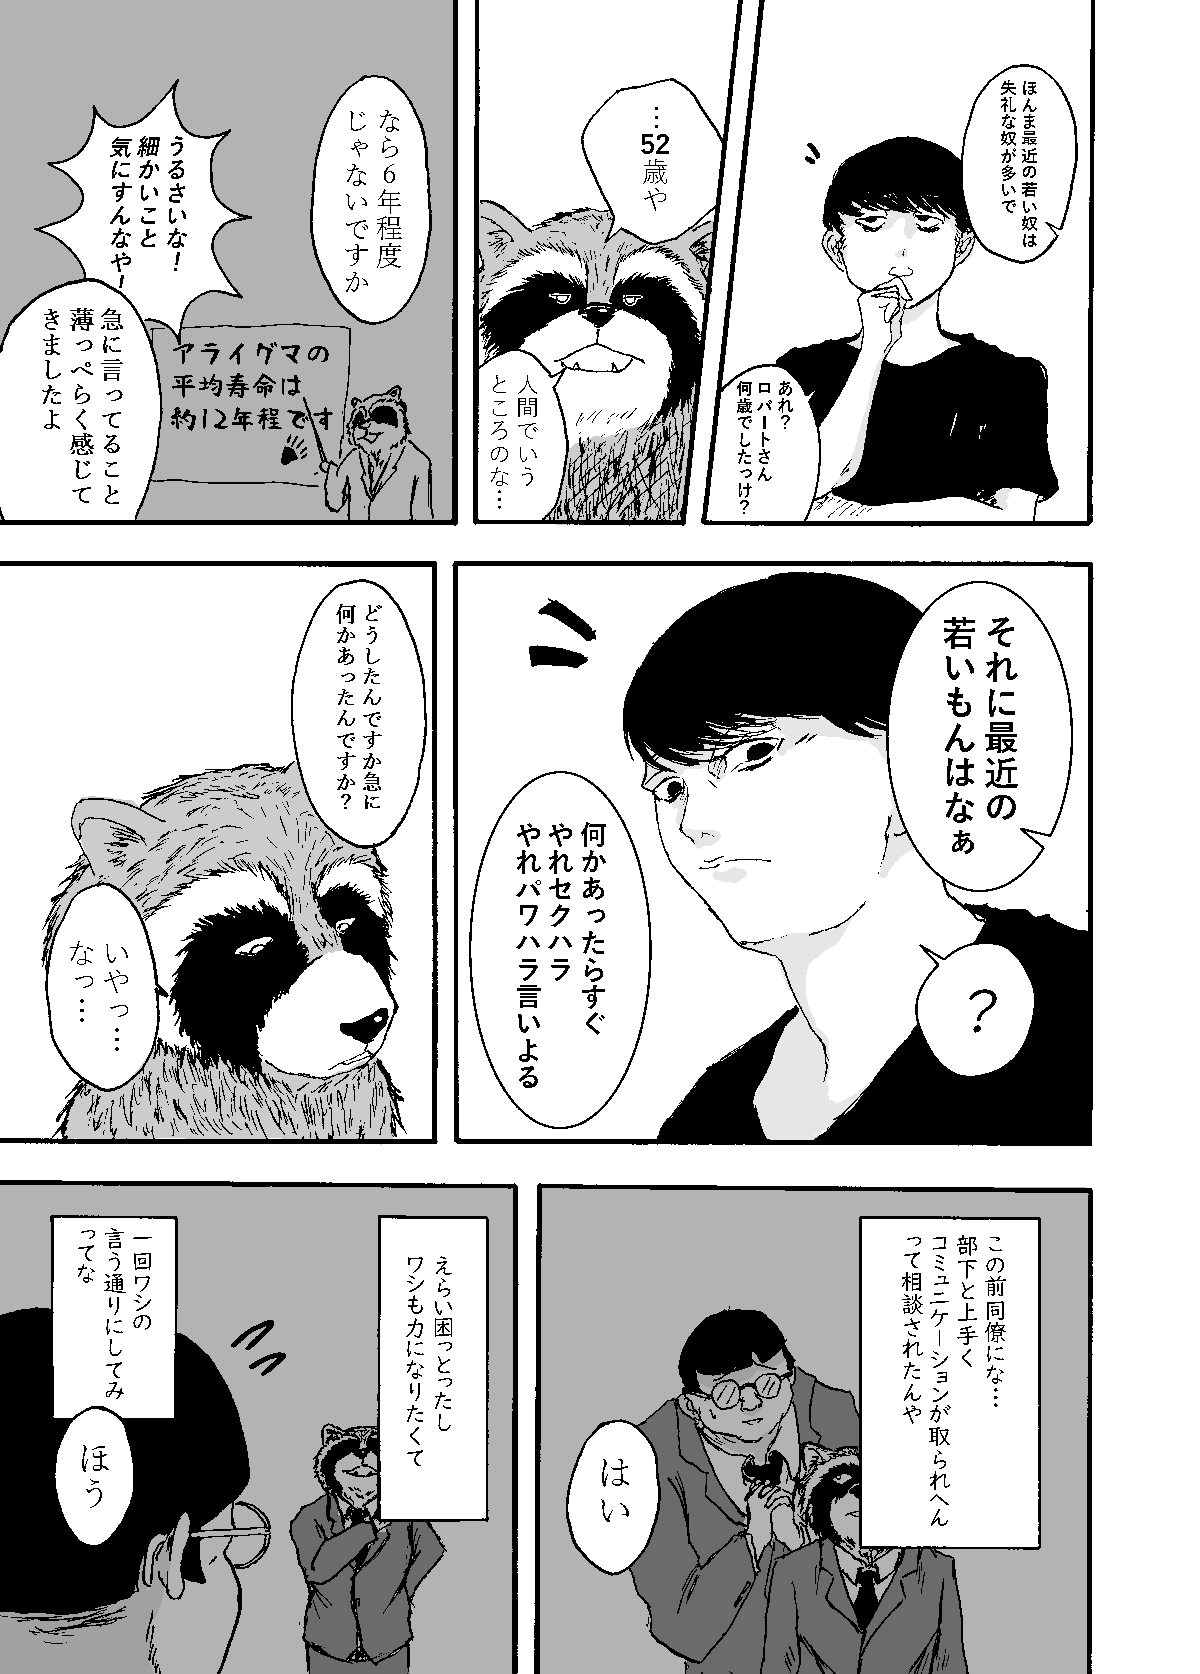 ほんま最近の若い奴は
失礼な奴が多いで
あれ？
ロバートさん
何歳でしたっけ？
…52歳や
人間でいう
ところのな…
なら6年程度
じゃないですか
うるさいな！
細かいこと
気にすんなや！
アライグマの
平均寿命は
約12年程です
急に言ってること
薄っぺらく感じて
きましたよ
それに最近の
若いもんはなぁ
？
何かあったらすぐ
やれセクハラ
やれパワハラ言いよる
どうしたんですか急に
何かあったんですか？
いやっ…
なっ…
この前同僚にな…
部下と上手く
コミュニケーションが取られへん
って相談されたんや
はい
えらい困っとったし
ワシも力になりたくて
一回ワシの
言う通りにしてみ
ってな
ほう